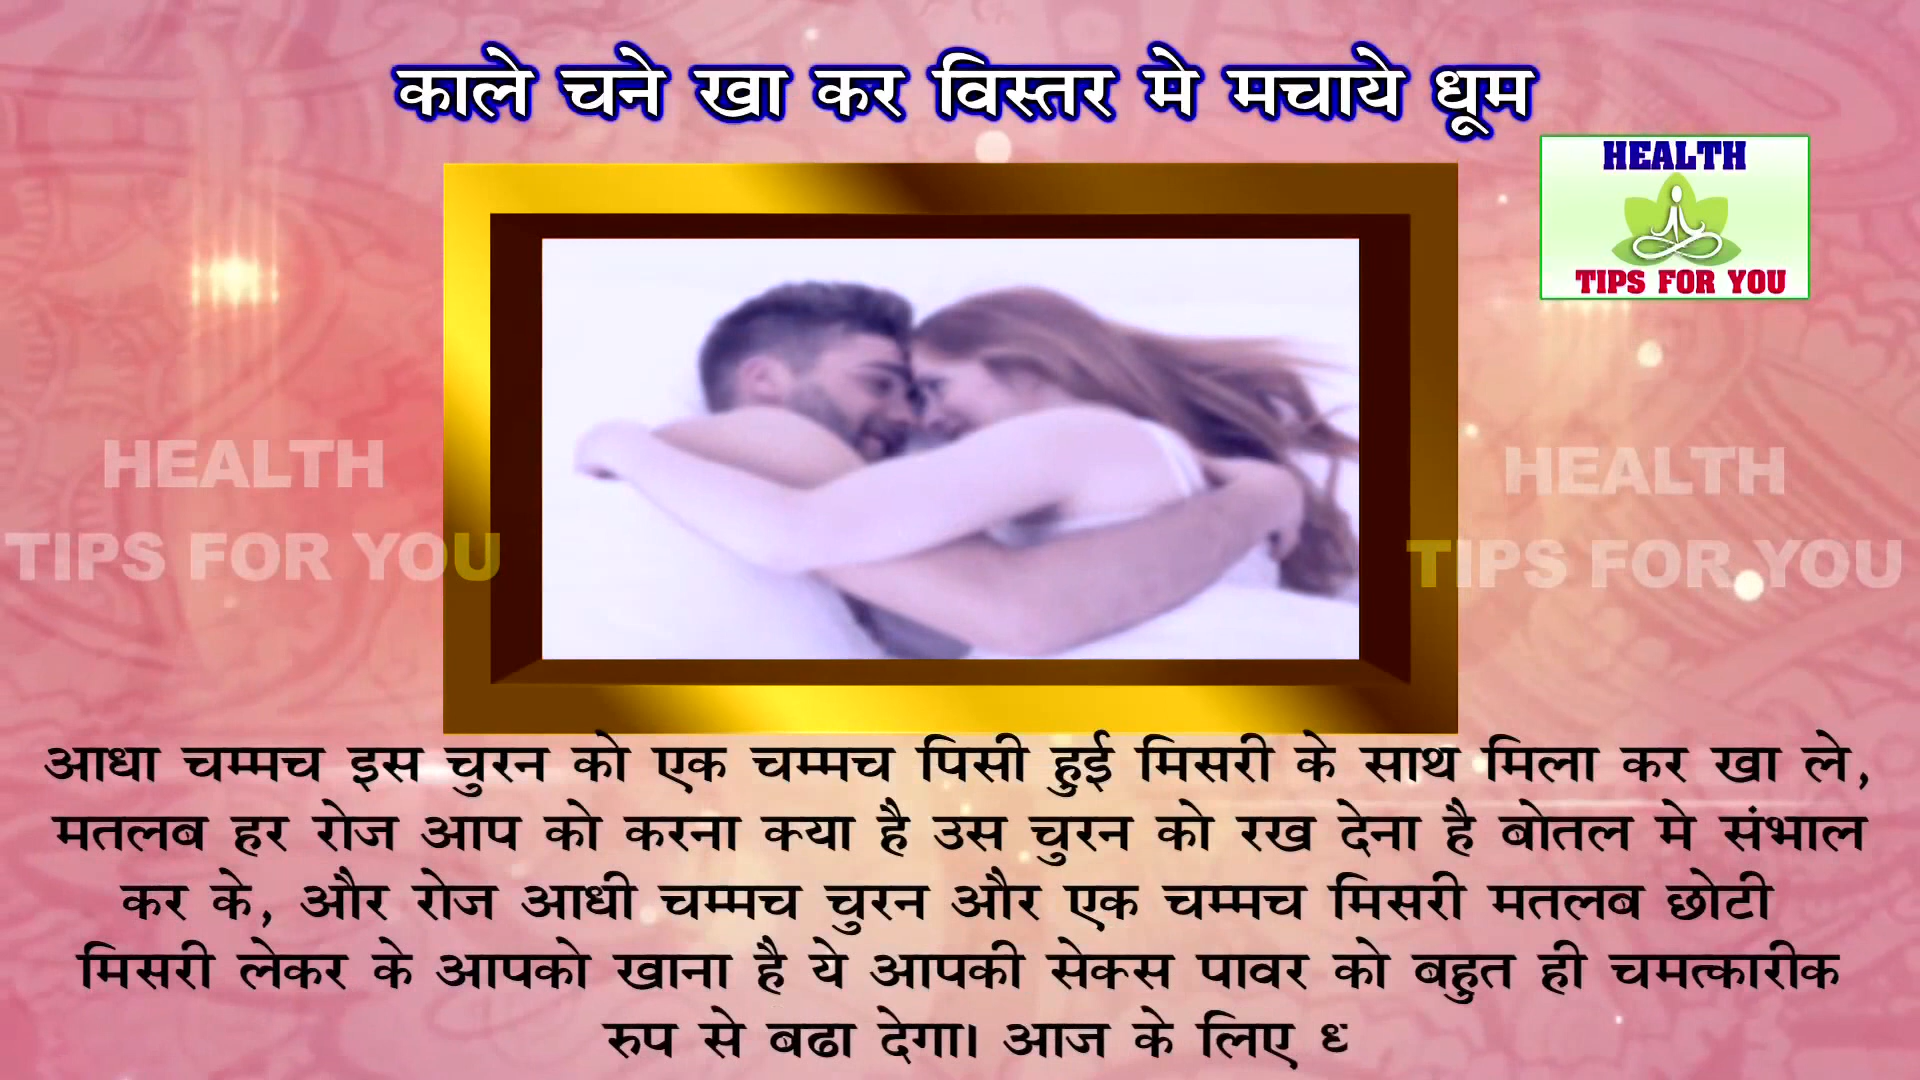 काले चने खा कर विस्तर मे मचाये धूम
HEALTH
TIPS FOR YOU
HEALTH
TIPS FOR YOU
HEALTH
TIPS FOR YOU
आधा चम्मच इस चुरन को एक चम्मच पिसी हुई मिसरी के साथ मिला कर खा ले,
मतलब हर रोज आप को करना क्या है उस चुरन को रख देना है बोतल मे संभाल
कर के, और रोज आधी चम्मच चुरन और एक चम्मच मिसरी मतलब छोटी
मिसरी लेकर के आपको खाना है ये आपकी सेक्स पावर को बहुत ही चमत्कारीक
रुप से बढा देगा। आज के लिए